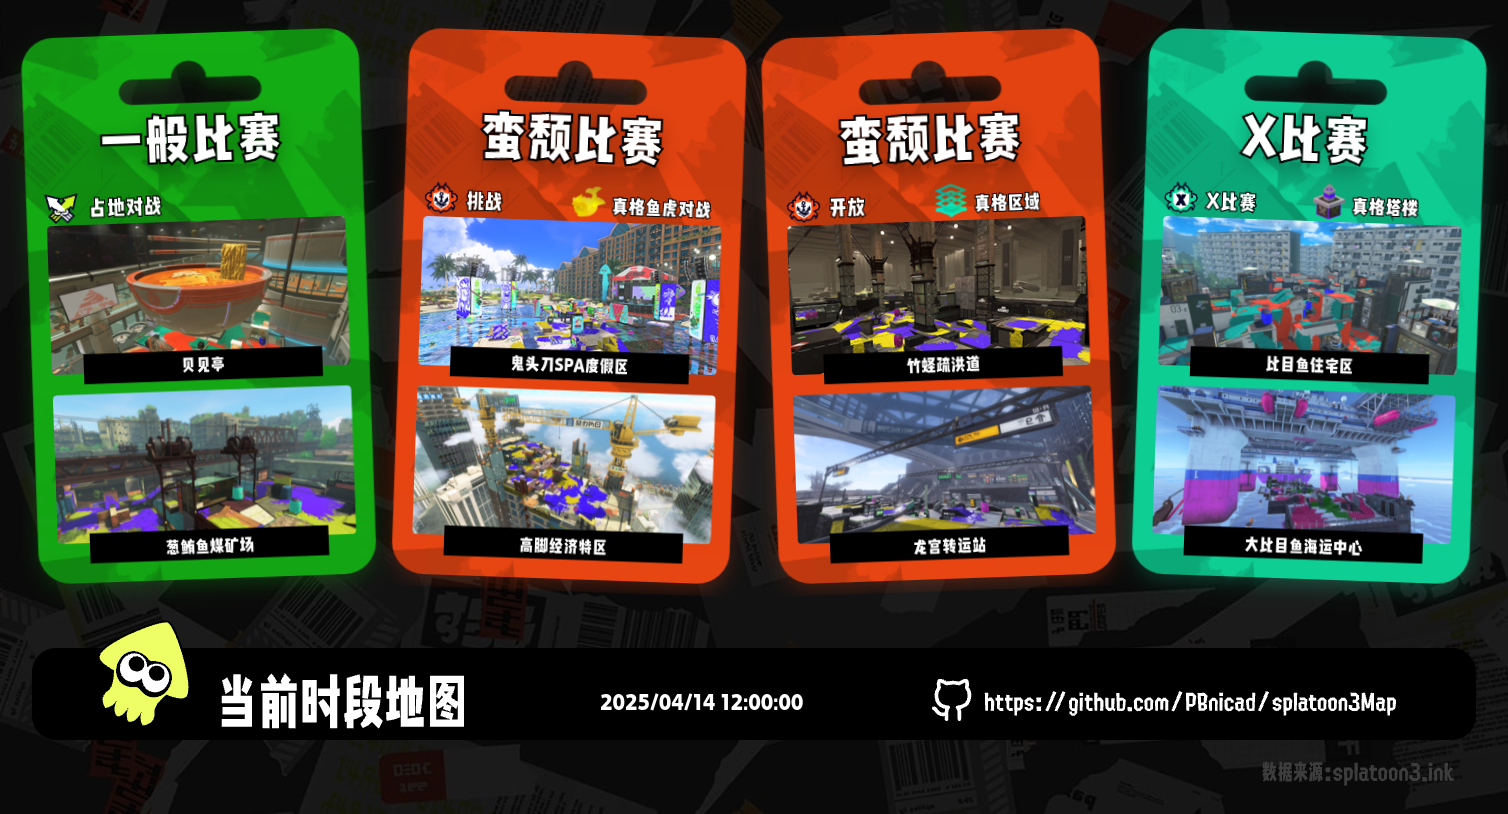 一般比赛
占地对战
贝见亭
葱鲔鱼煤矿场
蛮颓比赛
挑战
真格鱼虎对战
鬼头刀SPA度假区
高脚经济特区
蛮颓比赛
开放
真格区域
竹蛏疏洪道
龙宫转运站
X比赛
X比赛
真格塔楼
比目鱼住宅区
大比目鱼海运中心
当前时段地图
2025/04/14 12:00:00
https://github.com/PBnicad/splatoon3Map
数据来源:splatoon3.ink